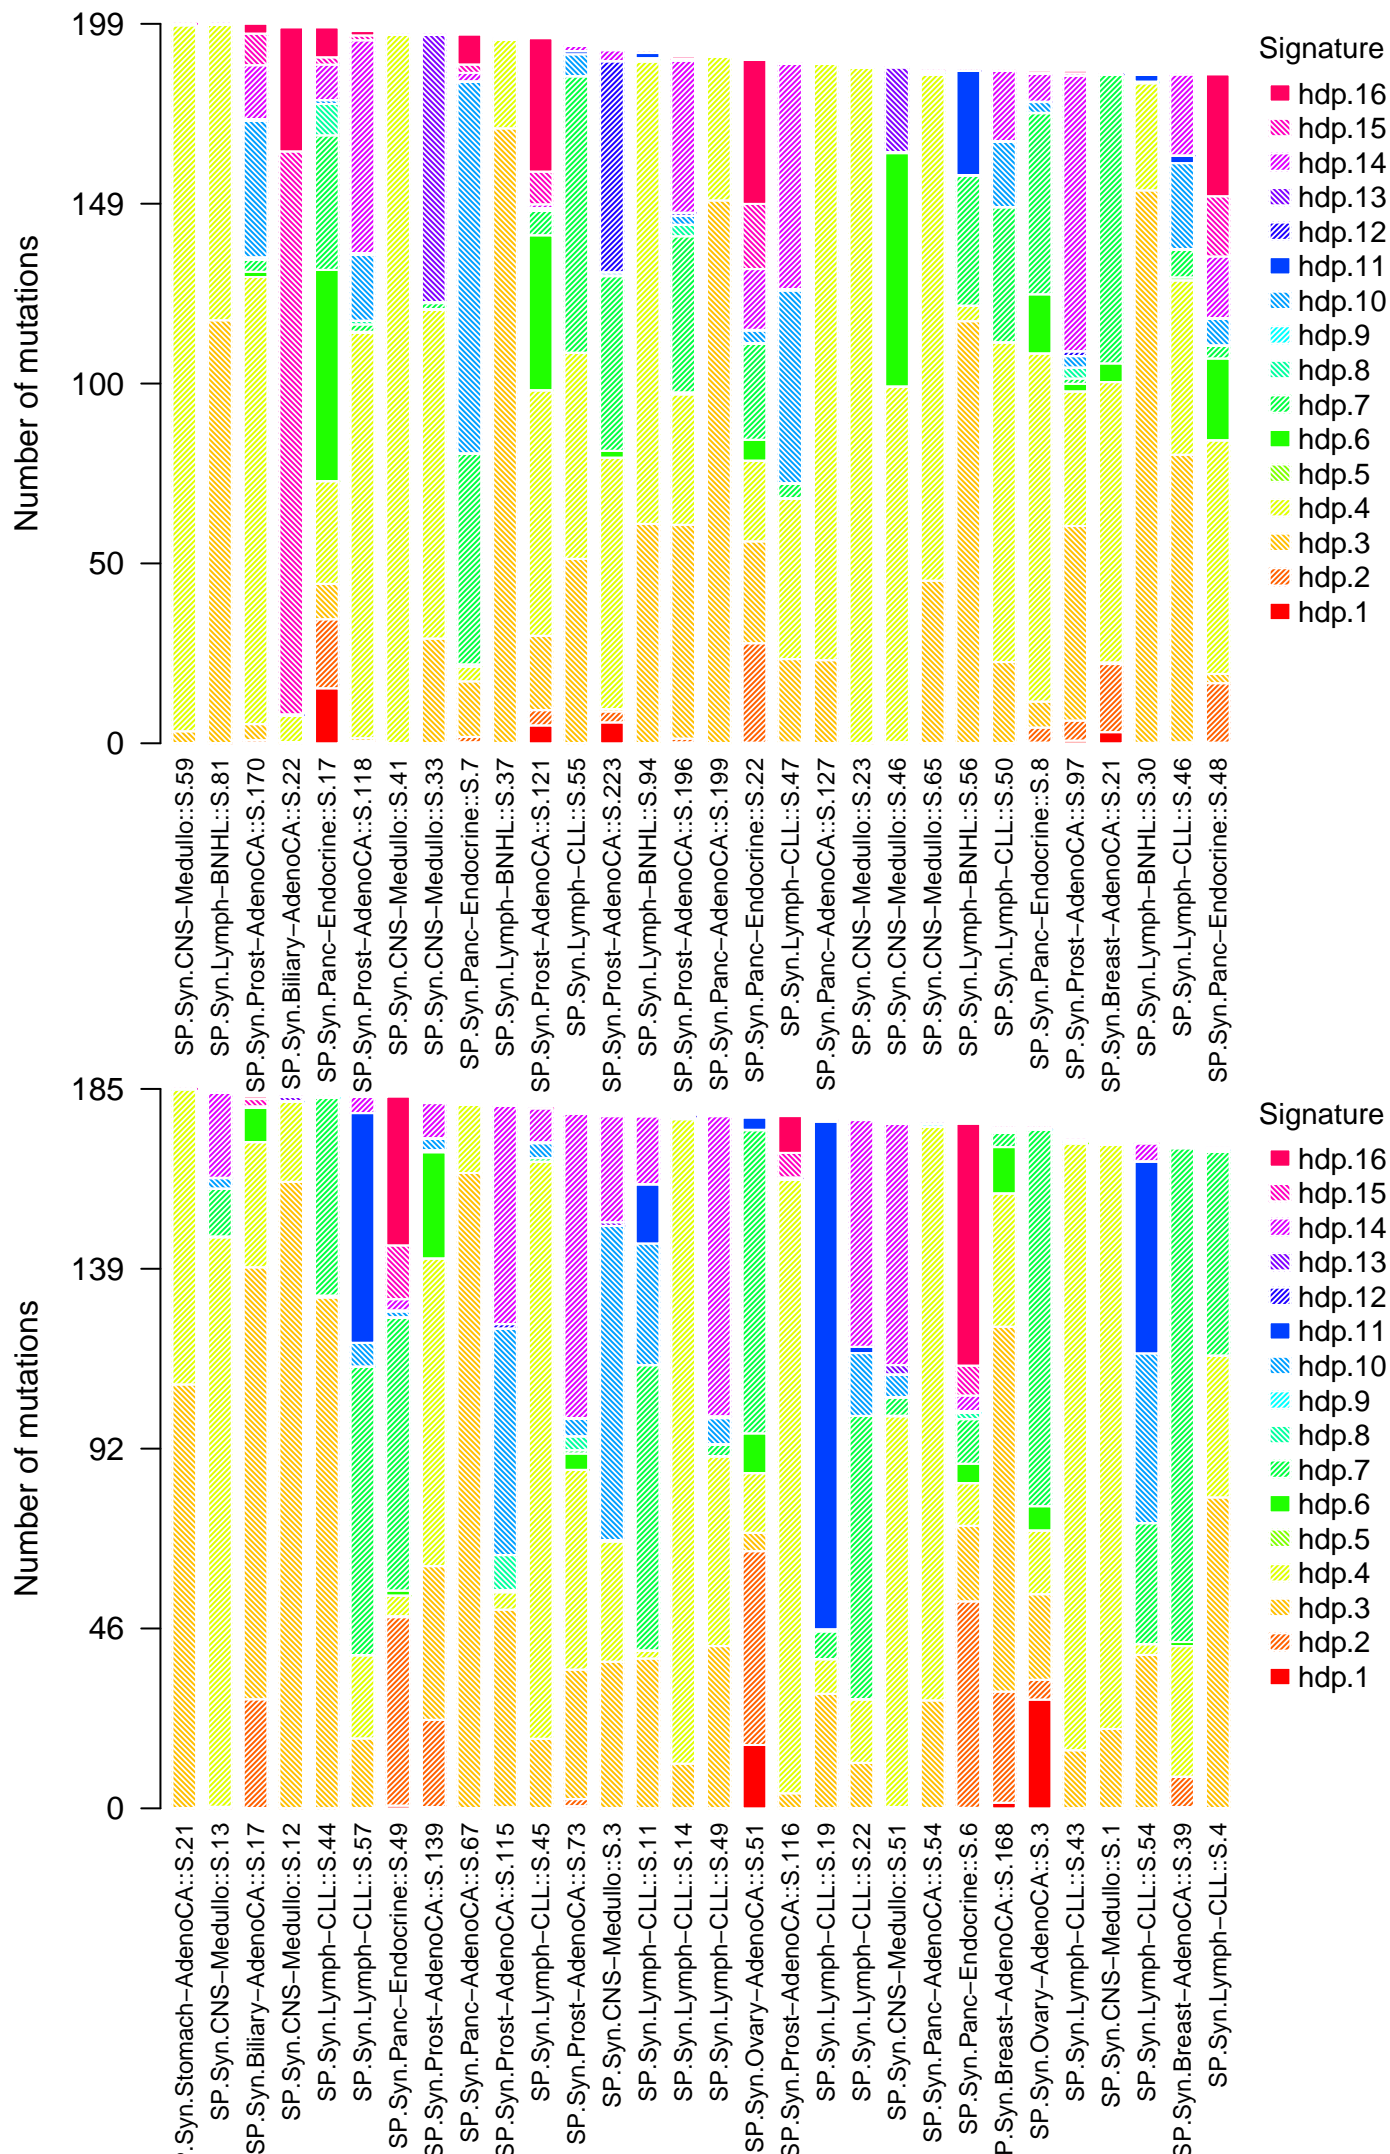 Number of mutations
199
149
100
50
0
SP.Syn.CNS−Medullo::S.59
SP.Syn.Lymph−BNHL::S.81
SP.Syn.Prost−AdenoCA::S.170
SP.Syn.Biliary−AdenoCA::S.22
SP.Syn.Panc−Endocrine::S.17
SP.Syn.Prost−AdenoCA::S.118
SP.Syn.CNS−Medullo::S.41
SP.Syn.CNS−Medullo::S.33
SP.Syn.Panc−Endocrine::S.7
SP.Syn.Lymph−BNHL::S.37
SP.Syn.Prost−AdenoCA::S.121
SP.Syn.Lymph−CLL::S.55
SP.Syn.Prost−AdenoCA::S.223
SP.Syn.Lymph−BNHL::S.94
SP.Syn.Prost−AdenoCA::S.196
SP.Syn.Panc−AdenoCA::S.199
SP.Syn.Panc−Endocrine::S.22
SP.Syn.Lymph−CLL::S.47
SP.Syn.Panc−AdenoCA::S.127
SP.Syn.CNS−Medullo::S.23
SP.Syn.CNS−Medullo::S.46
SP.Syn.CNS−Medullo::S.65
SP.Syn.Lymph−BNHL::S.56
SP.Syn.Lymph−CLL::S.50
SP.Syn.Panc−Endocrine::S.8
SP.Syn.Prost−AdenoCA::S.97
SP.Syn.Breast−AdenoCA::S.21
SP.Syn.Lymph−BNHL::S.30
SP.Syn.Lymph−CLL::S.46
SP.Syn.Panc−Endocrine::S.48
Signature
hdp.16
hdp.15
hdp.14
hdp.13
hdp.12
hdp.11
hdp.10
hdp.9
hdp.8
hdp.7
hdp.6
hdp.5
hdp.4
hdp.3
hdp.2
hdp.1
Number of mutations
185
139
92
46
0
P.Syn.Stomach−AdenoCA::S.21
SP.Syn.CNS−Medullo::S.13
SP.Syn.Biliary−AdenoCA::S.17
SP.Syn.CNS−Medullo::S.12
SP.Syn.Lymph−CLL::S.44
SP.Syn.Lymph−CLL::S.57
SP.Syn.Panc−Endocrine::S.49
SP.Syn.Prost−AdenoCA::S.139
SP.Syn.Panc−AdenoCA::S.67
SP.Syn.Prost−AdenoCA::S.115
SP.Syn.Lymph−CLL::S.45
SP.Syn.Prost−AdenoCA::S.73
SP.Syn.CNS−Medullo::S.3
SP.Syn.Lymph−CLL::S.11
SP.Syn.Lymph−CLL::S.14
SP.Syn.Lymph−CLL::S.49
SP.Syn.Ovary−AdenoCA::S.51
SP.Syn.Prost−AdenoCA::S.116
SP.Syn.Lymph−CLL::S.19
SP.Syn.Lymph−CLL::S.22
SP.Syn.CNS−Medullo::S.51
SP.Syn.Panc−AdenoCA::S.54
SP.Syn.Panc−Endocrine::S.6
SP.Syn.Breast−AdenoCA::S.168
SP.Syn.Ovary−AdenoCA::S.3
SP.Syn.Lymph−CLL::S.43
SP.Syn.CNS−Medullo::S.1
SP.Syn.Lymph−CLL::S.54
SP.Syn.Breast−AdenoCA::S.39
SP.Syn.Lymph−CLL::S.4
Signature
hdp.16
hdp.15
hdp.14
hdp.13
hdp.12
hdp.11
hdp.10
hdp.9
hdp.8
hdp.7
hdp.6
hdp.5
hdp.4
hdp.3
hdp.2
hdp.1